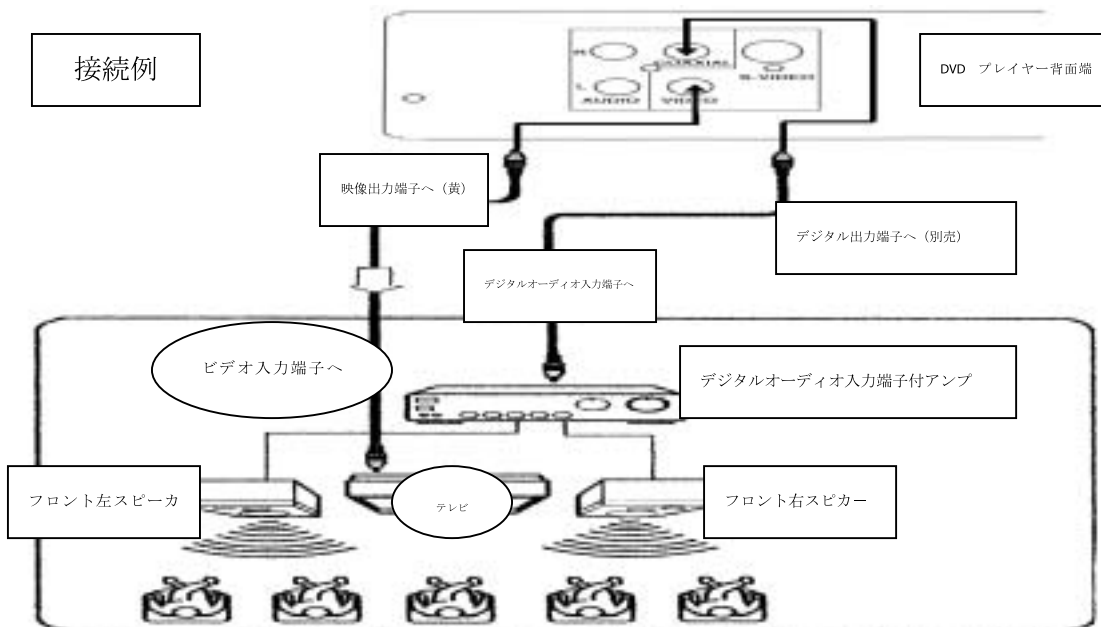 接続例
DVD プレイヤー背面端
R
COAXIAL
S-VIDEO
L
AUDIO
VIDEO
映像出力端子へ（黄）
デジタル出力端子へ（別売）
デジタルオーディオ入力端子へ
ビデオ入力端子へ
デジタルオーディオ入力端子付アンプ
フロント左スピーカ
テレビ
フロント右スピカー